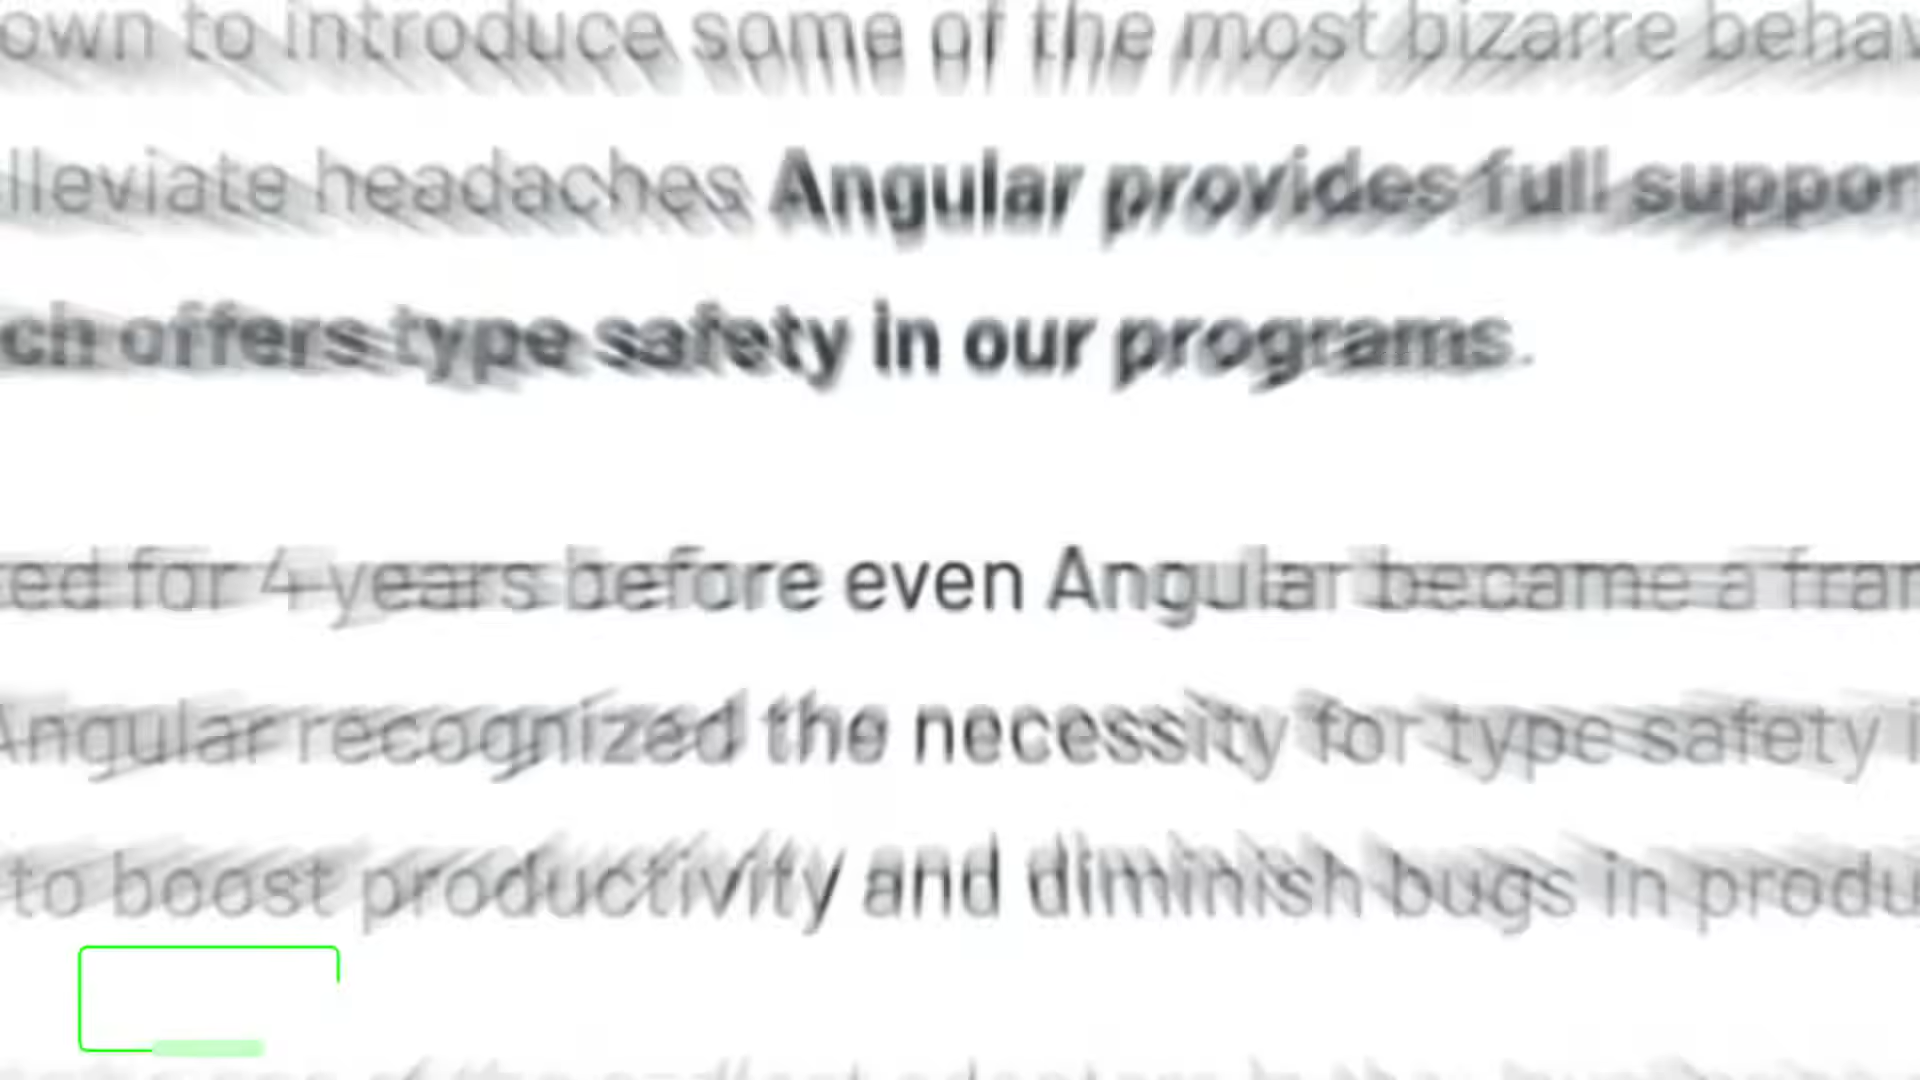 own to introduce some of the most bizarre behav
lleviate headaches Angular provides full suppor
ch offers type safety in our programs.
ed for 4 years before even Angular became a fram
Angular recognized the necessity for type safety i
to boost productivity and diminish bugs in produ